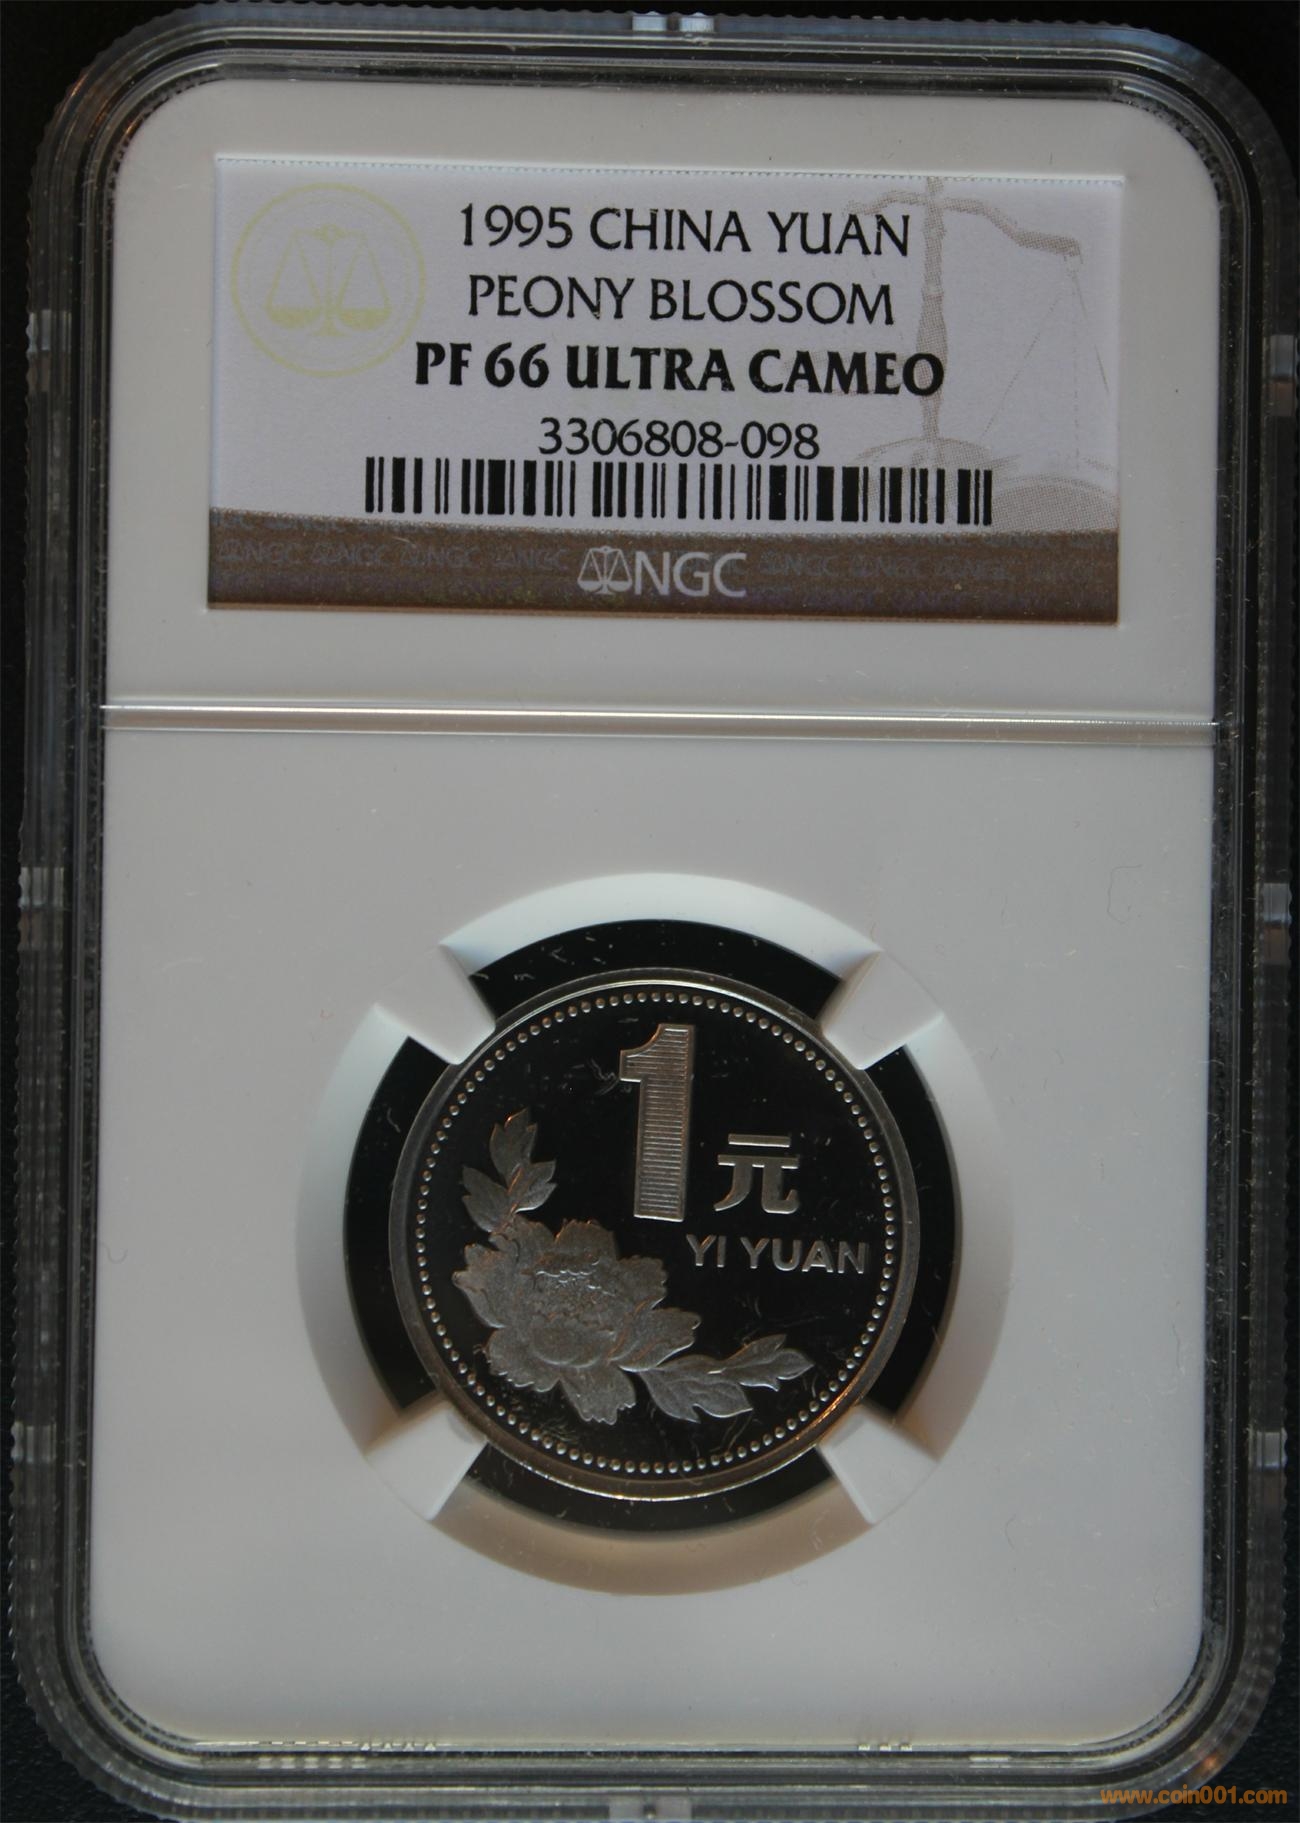 1995 CHINA YUAN
PEONY BLOSSOM
PF 66 ULTRA CAMEO
3306808-098
NGC
1
元
YI YUAN
www.coin001.com